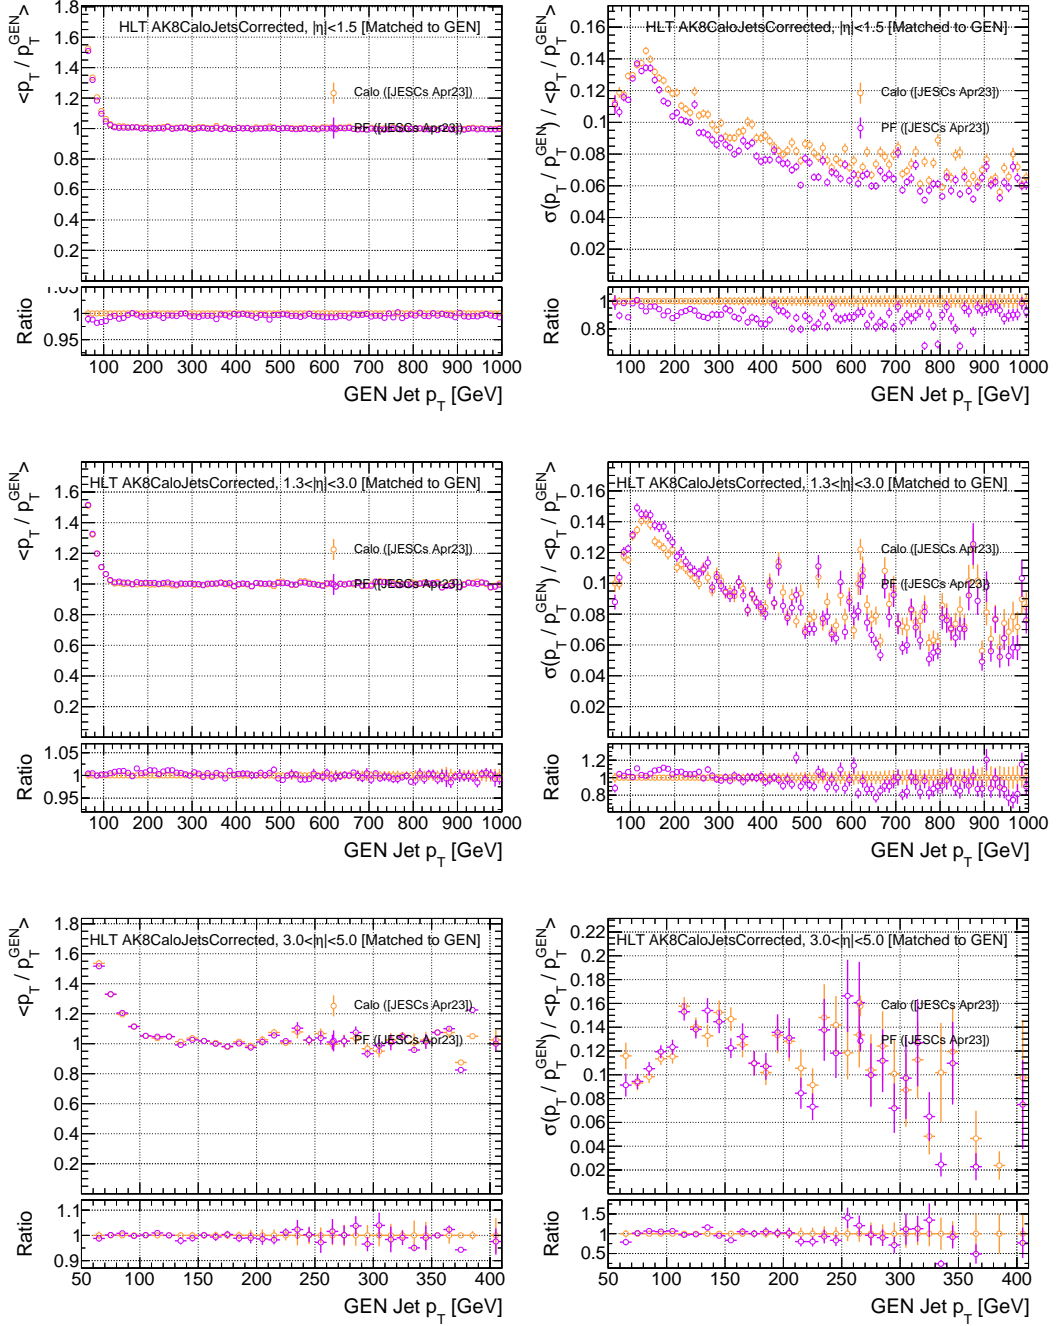 HLT AK8CaloJetsCorrected, |η|<1.5 [Matched to GEN]
<p_T / p_T^GEN>
Calo ([JESCs Apr23])
PF ([JESCs Apr23])
1.8
1.6
1.4
1.2
1
0.8
0.6
0.4
0.2
Ratio
1.05
1
0.95
100 200 300 400 500 600 700 800 900 1000
GEN Jet p_T [GeV]
HLT AK8CaloJetsCorrected, |η|<1.5 [Matched to GEN]
σ(p_T / p_T^GEN) / <p_T / p_T^GEN>
Calo ([JESCs Apr23])
PF ([JESCs Apr23])
0.18
0.16
0.14
0.12
0.1
0.08
0.06
0.04
0.02
Ratio
1
0.8
100 200 300 400 500 600 700 800 900 1000
GEN Jet p_T [GeV]
HLT AK8CaloJetsCorrected, 1.3<|η|<3.0 [Matched to GEN]
<p_T / p_T^GEN>
Calo ([JESCs Apr23])
PF ([JESCs Apr23])
1.6
1.4
1.2
1
0.8
0.6
0.4
0.2
Ratio
1.05
1
0.95
100 200 300 400 500 600 700 800 900 1000
GEN Jet p_T [GeV]
HLT AK8CaloJetsCorrected, 1.3<|η|<3.0 [Matched to GEN]
σ(p_T / p_T^GEN) / <p_T / p_T^GEN>
Calo ([JESCs Apr23])
PF ([JESCs Apr23])
0.16
0.14
0.12
0.1
0.08
0.06
0.04
0.02
Ratio
1.2
1
0.8
100 200 300 400 500 600 700 800 900 1000
GEN Jet p_T [GeV]
HLT AK8CaloJetsCorrected, 3.0<|η|<5.0 [Matched to GEN]
<p_T / p_T^GEN>
Calo ([JESCs Apr23])
PF ([JESCs Apr23])
1.8
1.6
1.4
1.2
1
0.8
0.6
0.4
0.2
Ratio
1.1
1
0.9
50 100 150 200 250 300 350 400
GEN Jet p_T [GeV]
HLT AK8CaloJetsCorrected, 3.0<|η|<5.0 [Matched to GEN]
σ(p_T / p_T^GEN) / <p_T / p_T^GEN>
Calo ([JESCs Apr23])
PF ([JESCs Apr23])
0.22
0.2
0.18
0.16
0.14
0.12
0.1
0.08
0.06
0.04
0.02
Ratio
1.5
1
0.5
50 100 150 200 250 300 350 400
GEN Jet p_T [GeV]